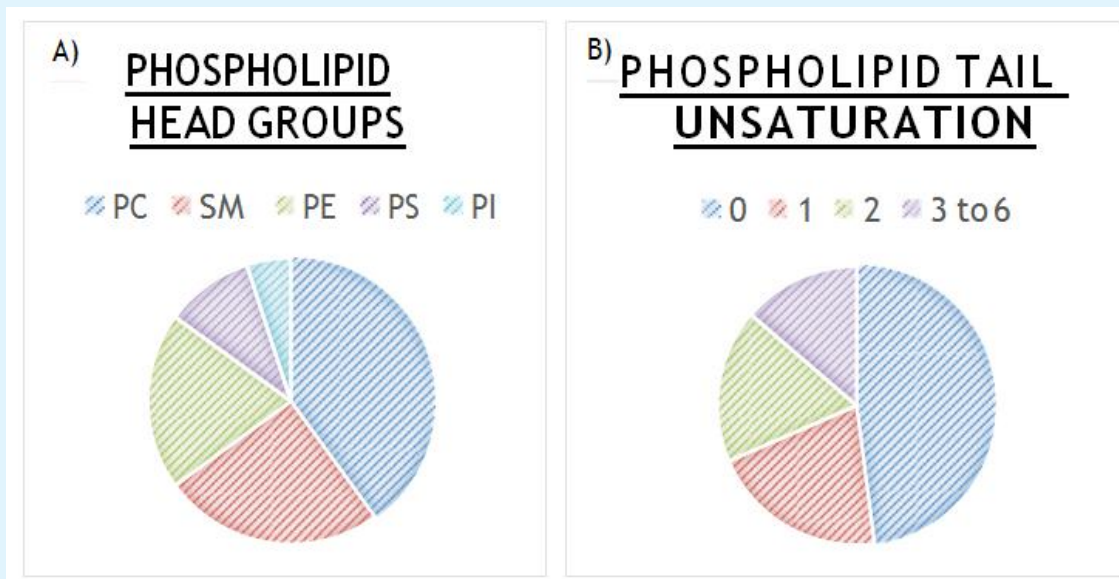 A)
PHOSPHOLIPID
HEAD GROUPS
PC SM PE PS PI
B)
PHOSPHOLIPID TAIL
UNSATURATION
0 1 2 3 to 6